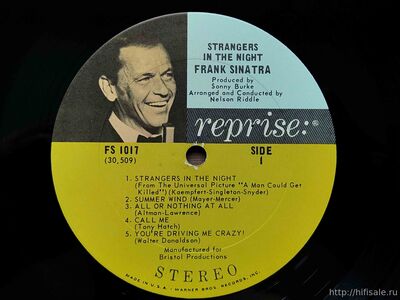 STRANGERS
IN THE NIGHT
FRANK SINATRA
Produced by
Sonny Burke
Arranged and Conducted by
Nelson Riddle
reprise:®
FS 1017
(30,509)
SIDE
1
1. STRANGERS IN THE NIGHT
(From The Universal Picture "A Man Could Get
Killed") (Kaempfert-Singleton-Snyder)
2. SUMMER WIND (Mayer-Mercer)
3. ALL OR NOTHING AT ALL
(Altman-Lawrence)
4. CALL ME
(Tony Hatch)
5. YOU'RE DRIVING ME CRAZY!
(Walter Donaldson)
Manufactured for
Bristol Productions
STEREO
MADE IN U.S.A. - WARNER BROS. RECORDS, INC.
http://hifisale.ru